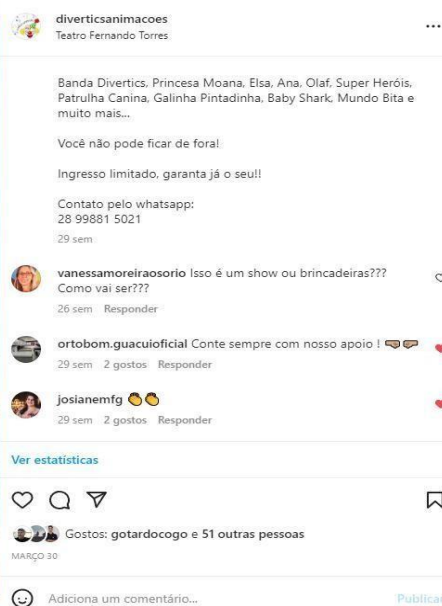 diverticsanimacoes
Teatro Fernando Torres
Banda Divertics, Princesa Moana, Elsa, Ana, Olaf, Super Heróis,
Patrulha Canina, Galinha Pintadinha, Baby Shark, Mundo Bita e
muito mais...
Você não pode ficar de fora!
Ingresso limitado, garanta já o seu!!
Contato pelo whatsapp:
28 99881 5021
29 sem
vanessamoreiraosorio Isso é um show ou brincadeiras???
Como vai ser???
26 sem Responder
ortobom.guacuioficial Conte sempre com nosso apoio ! 🤜🏽🤛🏽
29 sem 2 gostos Responder
josianemfg 👏👏
29 sem 2 gostos Responder
Ver estatísticas
Gostos: gotardocogo e 51 outras pessoas
MARÇO 30
Adiciona um comentário...
Publicar